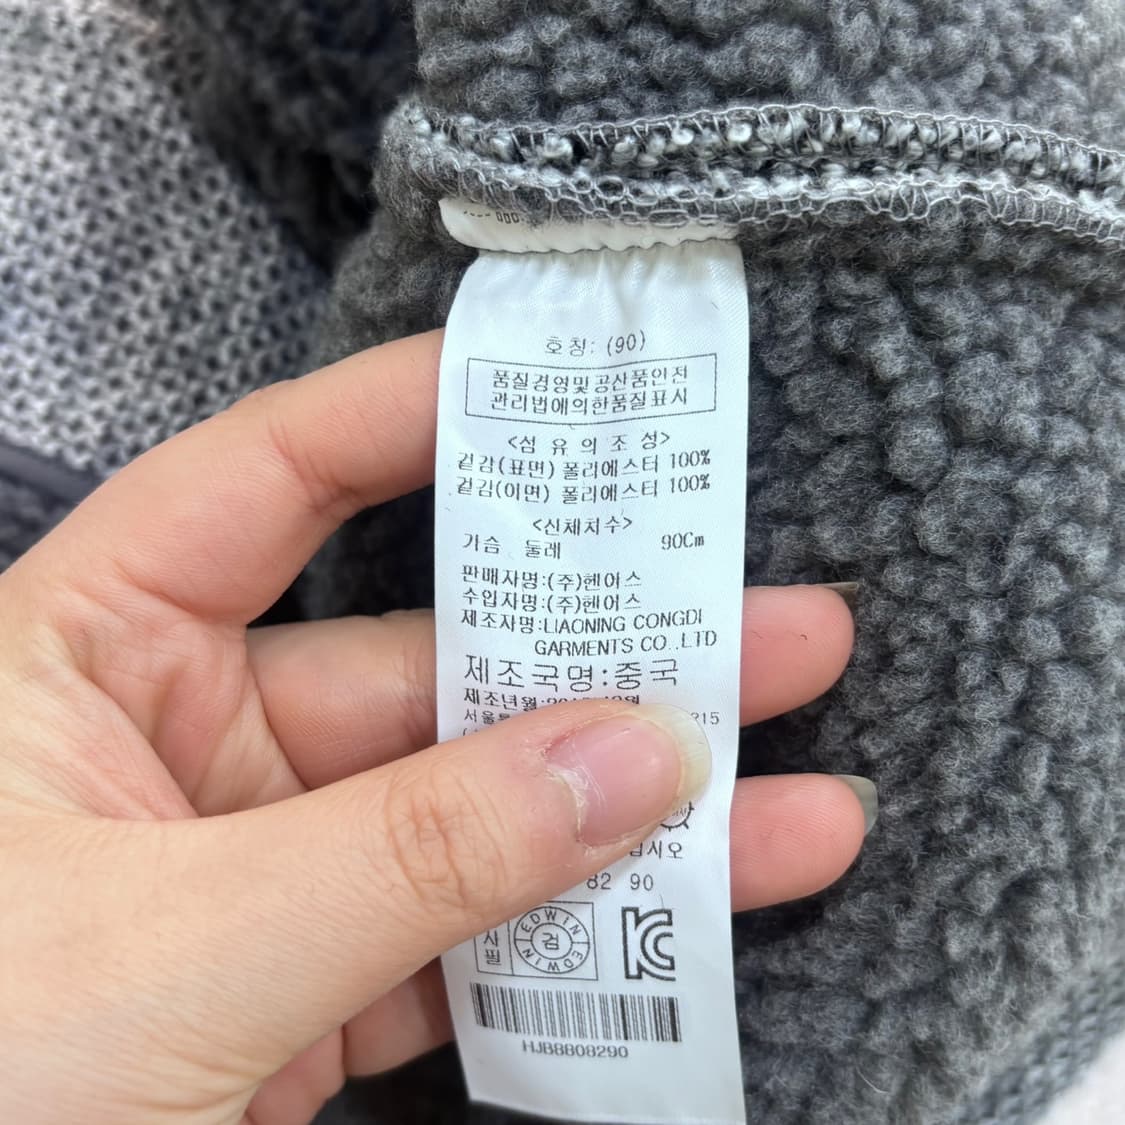 호칭: (90)
품질경영및공산품안전
관리법에의한품질표시
<섬 유 의 조 성>
겉감(표면) 폴리에스터 100%
겉감(이면) 폴리에스터 100%
<신체치수>
가슴 둘레 90Cm
판매자명:(주)헨어스
수입자명:(주)헨어스
제조자명:LIAONING CONGDI
GARMENTS CO.,LTD
제조국명:중국
제조년월:
215
십시오
82 90
사필
EDWIN EDWIN
검
KC
HJB8808290